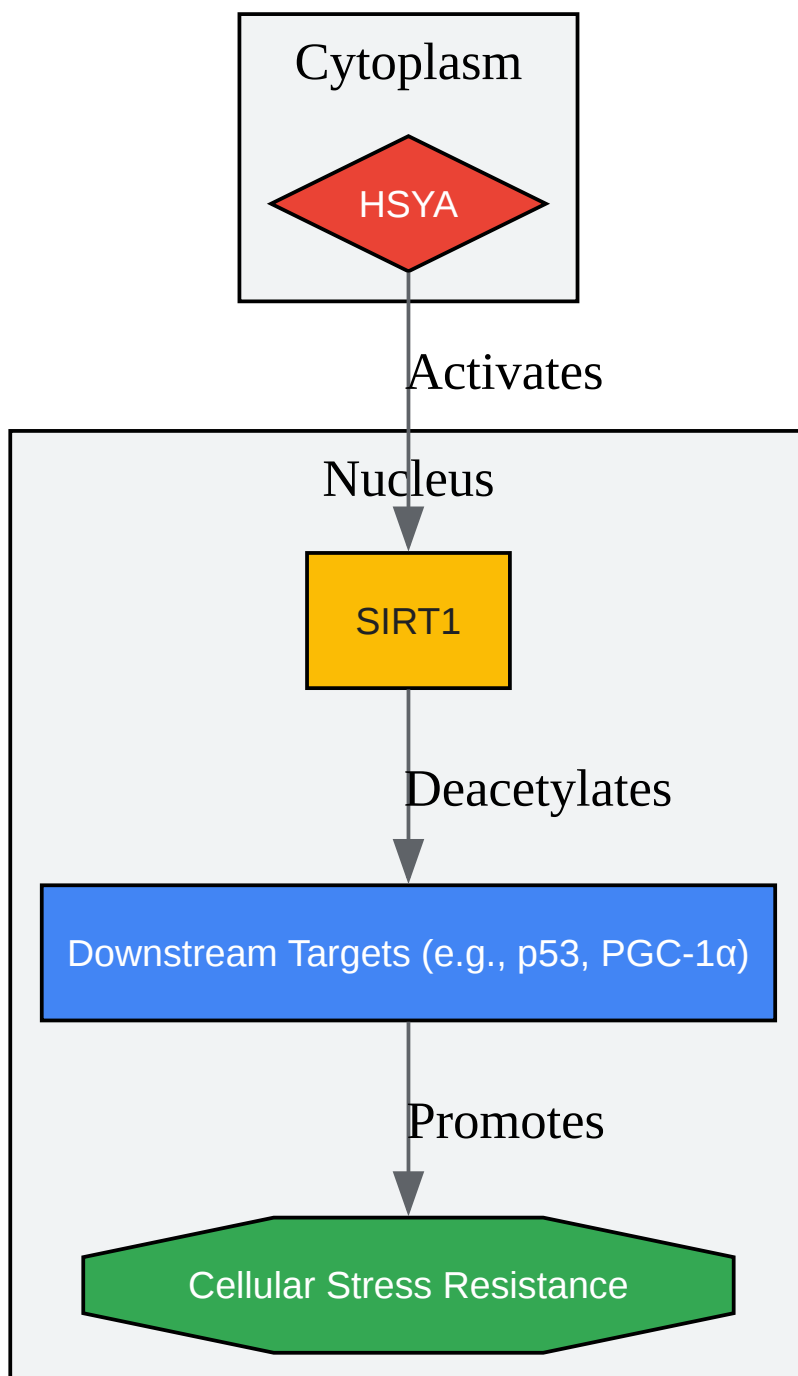 Cytoplasm
HSYA
Activates
Nucleus
SIRT1
Deacetylates
Downstream Targets (e.g., p53, PGC-1α)
Promotes
Cellular Stress Resistance